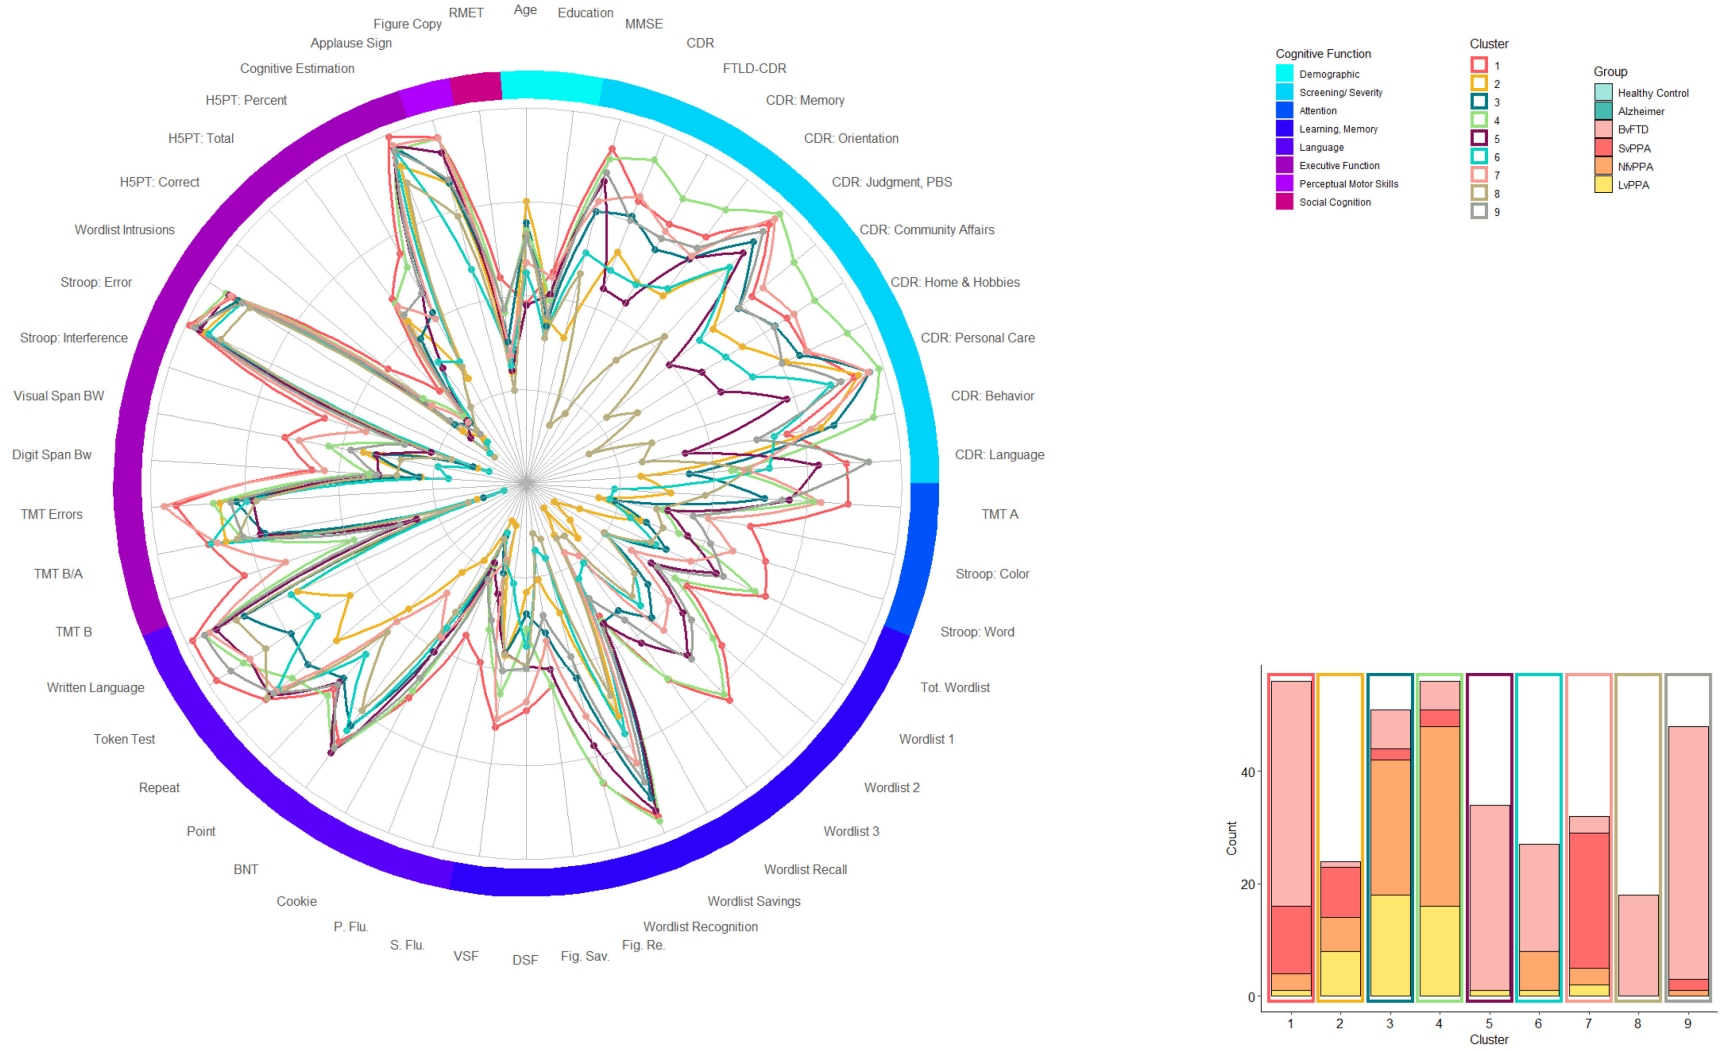 Age
Education
MMSE
CDR
FTLD-CDR
CDR: Memory
CDR: Orientation
CDR: Judgment, PBS
CDR: Community Affairs
CDR: Home & Hobbies
CDR: Personal Care
CDR: Behavior
CDR: Language
TMT A
Stroop: Color
Stroop: Word
Tot. Wordlist
Wordlist 1
Wordlist 2
Wordlist 3
Wordlist Recall
Wordlist Savings
Wordlist Recognition
Fig. Re.
Fig. Sav.
DSF
VSF
S. Flu.
P. Flu.
Cookie
BNT
Point
Repeat
Token Test
Written Language
TMT B
TMT B/A
TMT Errors
Digit Span Bw
Visual Span BW
Stroop: Interference
Stroop: Error
Wordlist Intrusions
H5PT: Correct
H5PT: Total
H5PT: Percent
Cognitive Estimation
Applause Sign
Figure Copy
RMET
Cognitive Function
Demographic
Screening/ Severity
Attention
Learning, Memory
Language
Executive Function
Perceptual Motor Skills
Social Cognition
Cluster
1
2
3
4
5
6
7
8
9
Group
Healthy Control
Alzheimer
BvFTD
SvPPA
NfvPPA
LvPPA
Count
40
20
0
1 2 3 4 5 6 7 8 9
Cluster